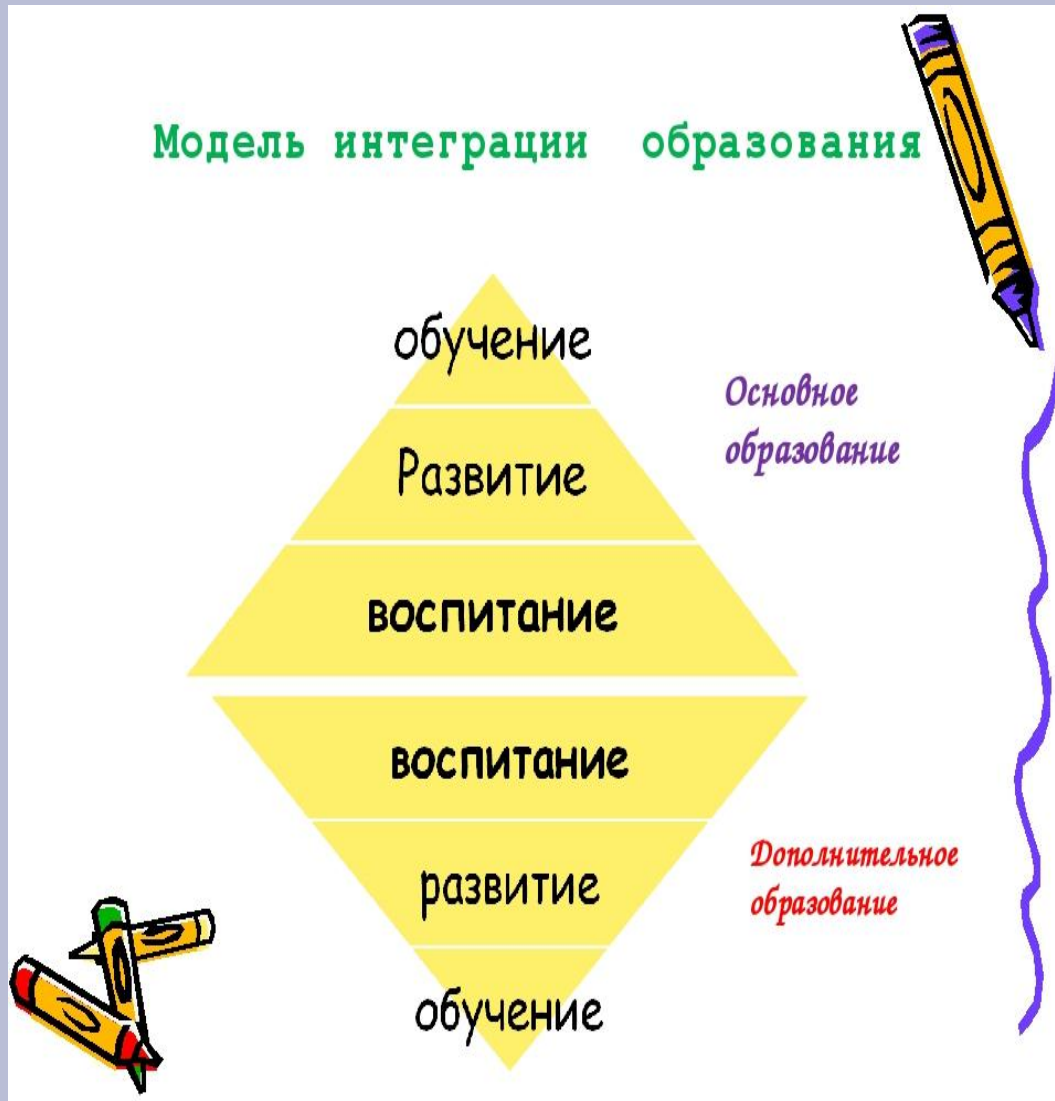 Модель интеграции образования
обучение
Развитие
воспитание
Основное
образование
воспитание
развитие
обучение
Дополнительное
образование